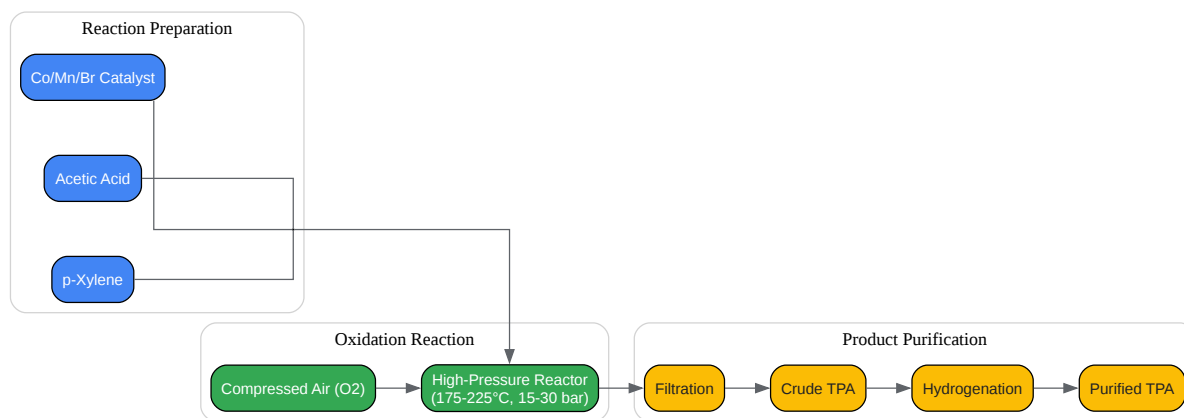 Reaction Preparation
Co/Mn/Br Catalyst
Acetic Acid
p-Xylene
Oxidation Reaction
Compressed Air (O2)
High-Pressure Reactor
(175-225°C, 15-30 bar)
Product Purification
Filtration
Crude TPA
Hydrogenation
Purified TPA